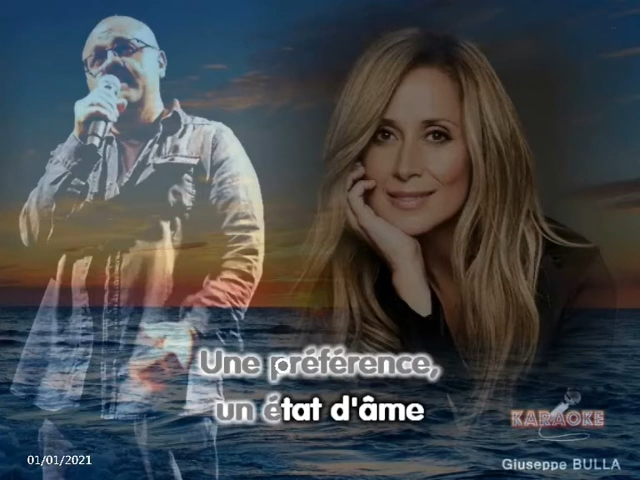 Une préférence,
un état d'âme
KARAOKE
01/01/2021
Giuseppe BULLA